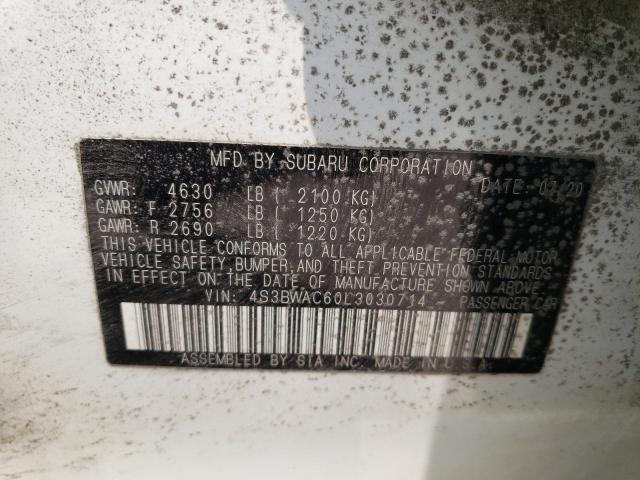 MFD. BY SUBARU CORPORATION DATE: 07/20
GVWR: 4630 LB ( 2100 KG)
GAWR: F 2756 LB ( 1250 KG)
GAWR: R 2690 LB ( 1220 KG)
THIS VEHICLE CONFORMS TO ALL APPLICABLE FEDERAL MOTOR
VEHICLE SAFETY, BUMPER, AND THEFT PREVENTION STANDARDS
IN EFFECT ON THE DATE OF MANUFACTURE SHOWN ABOVE.
VIN: 4S3BWAC60L3030714 PASSENGER CAR
ASSEMBLED BY SIA INC. MADE IN U.S.A.